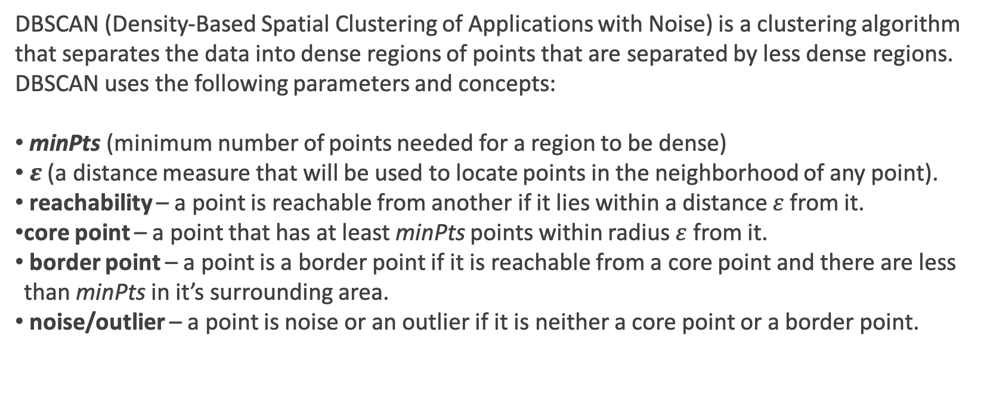 DBSCAN (Density-Based Spatial Clustering of Applications with Noise) is a clustering algorithm
that separates the data into dense regions of points that are separated by less dense regions.
DBSCAN uses the following parameters and concepts:
• minPts (minimum number of points needed for a region to be dense)
• ε (a distance measure that will be used to locate points in the neighborhood of any point).
• reachability – a point is reachable from another if it lies within a distance ε from it.
•core point – a point that has at least minPts points within radius ε from it.
• border point – a point is a border point if it is reachable from a core point and there are less
than minPts in it’s surrounding area.
• noise/outlier – a point is noise or an outlier if it is neither a core point or a border point.